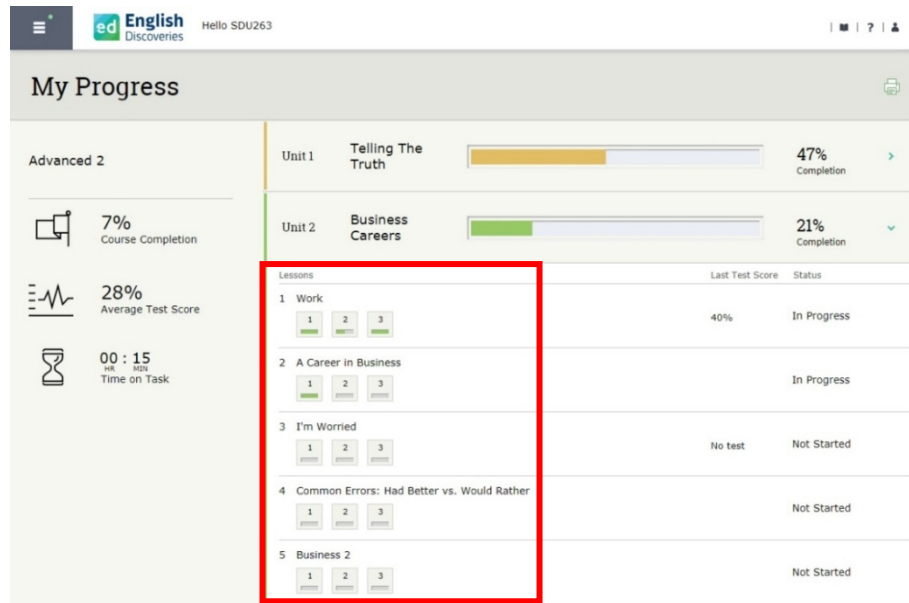 ed English Discoveries Hello SDU263 | | ? |
My Progress
Advanced 2
7%
Course Completion
28%
Average Test Score
00 : 15
HR MIN
Time on Task
Unit 1 Telling The Truth 47% Completion
Unit 2 Business Careers 21% Completion
Lessons Last Test Score Status
1 Work
1 2 3 40% In Progress
2 A Career in Business
1 2 3 In Progress
3 I'm Worried
1 2 3 No test Not Started
4 Common Errors: Had Better vs. Would Rather
1 2 3 Not Started
5 Business 2
1 2 3 Not Started